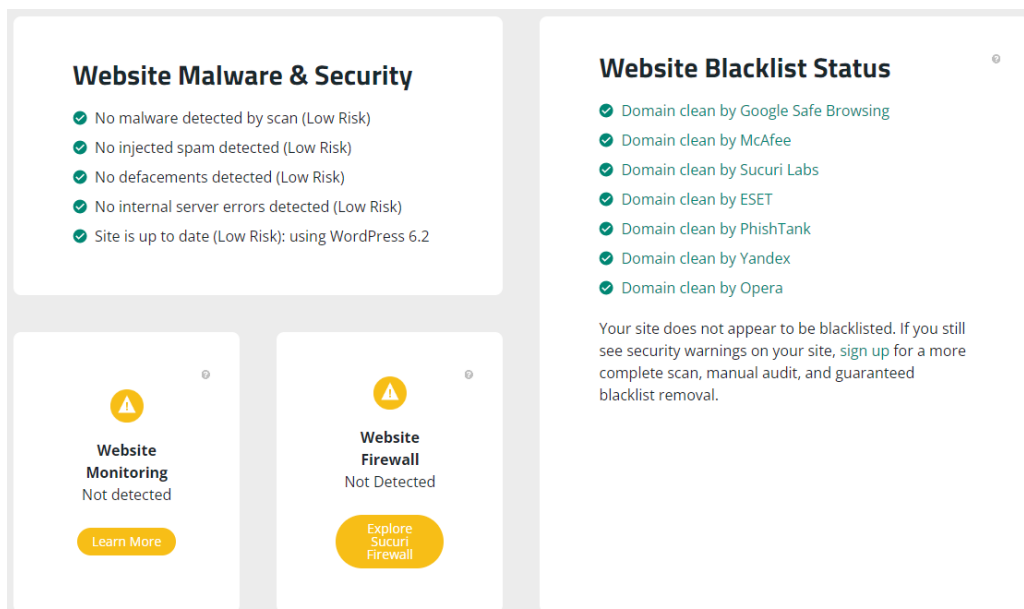 Website Malware & Security
No malware detected by scan (Low Risk)
No injected spam detected (Low Risk)
No defacements detected (Low Risk)
No internal server errors detected (Low Risk)
Site is up to date (Low Risk): using WordPress 6.2
Website
Monitoring
Not detected
Learn More
Website
Firewall
Not Detected
Explore
Sucuri
Firewall
Website Blacklist Status
Domain clean by Google Safe Browsing
Domain clean by McAfee
Domain clean by Sucuri Labs
Domain clean by ESET
Domain clean by PhishTank
Domain clean by Yandex
Domain clean by Opera
Your site does not appear to be blacklisted. If you still
see security warnings on your site, sign up for a more
complete scan, manual audit, and guaranteed
blacklist removal.